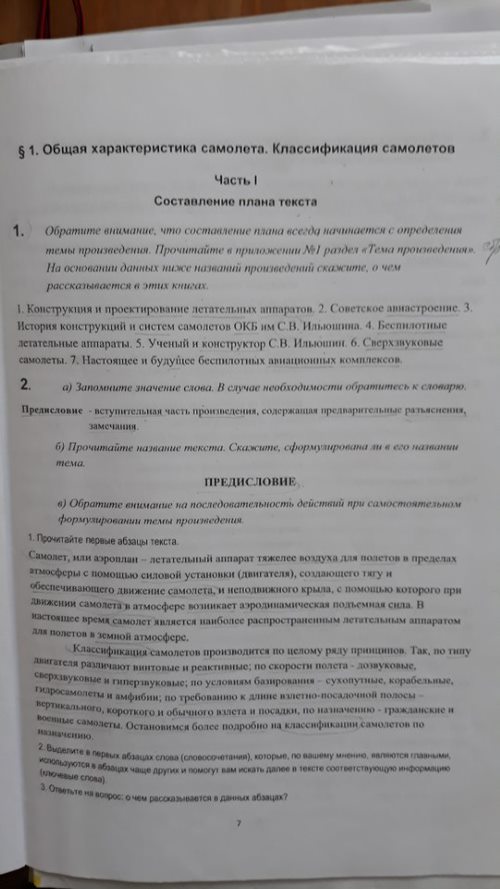 § 1. Общая характеристика самолета. Классификация самолетов
Часть I
Составление плана текста
1. Обратите внимание, что составление плана всегда начинается с определения
темы произведения. Прочитайте в приложении №1 раздел «Тема произведения».
На основании данных ниже названий произведений скажите, о чем
рассказывается в этих книгах.
1. Конструкция и проектирование летательных аппаратов. 2. Советское авиастроение. 3.
История конструкций и систем самолетов ОКБ им С.В. Ильюшина. 4. Беспилотные
летательные аппараты. 5. Ученый и конструктор С.В. Ильюшин. 6. Сверхзвуковые
самолеты. 7. Настоящее и будущее беспилотных авиационных комплексов.
2. а) Запомните значение слова. В случае необходимости обратитесь к словарю.
Предисловие - вступительная часть произведения, содержащая предварительные разъяснения,
замечания.
б) Прочитайте название текста. Скажите, сформулирована ли в его названии
тема.
ПРЕДИСЛОВИЕ
в) Обратите внимание на последовательность действий при самостоятельном
формулировании темы произведения.
1. Прочитайте первые абзацы текста.
Самолет, или аэроплан – летательный аппарат тяжелее воздуха для полетов в пределах
атмосферы с помощью силовой установки (двигателя), создающего тягу и
обеспечивающего движение самолета, и неподвижного крыла, с помощью которого при
движении самолета в атмосфере возникает аэродинамическая подъемная сила. В
настоящее время самолет является наиболее распространенным летательным аппаратом
для полетов в земной атмосфере.
Классификация самолетов производится по целому ряду принципов. Так, по типу
двигателя различают винтовые и реактивные; по скорости полета - дозвуковые,
сверхзвуковые и гиперзвуковые; по условиям базирования – сухопутные, корабельные,
гидросамолеты и амфибии; по требованию к длине взлетно-посадочной полосы –
вертикального, короткого и обычного взлета и посадки, по назначению - гражданские и
военные самолеты. Остановимся более подробно на классификации самолетов по
назначению.
2. Выделите в первых абзацах слова (словосочетания), которые, по вашему мнению, являются главными,
используются в абзацах чаще других и помогут вам искать далее в тексте соответствующую информацию
(ключевые слова).
3. Ответьте на вопрос: о чем рассказывается в данных абзацах?
7